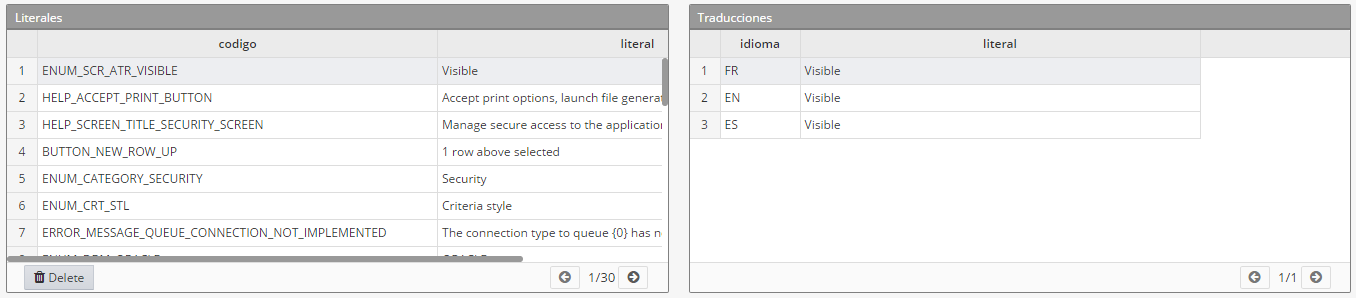 Literales
codigo literal
1 ENUM_SCR_ATR_VISIBLE Visible
2 HELP_ACCEPT_PRINT_BUTTON Accept print options, launch file genera
3 HELP_SCREEN_TITLE_SECURITY_SCREEN Manage secure access to the application
4 BUTTON_NEW_ROW_UP 1 row above selected
5 ENUM_CATEGORY_SECURITY Security
6 ENUM_CRT_STL Criteria style
7 ERROR_MESSAGE_QUEUE_CONNECTION_NOT_IMPLEMENTED The connection type to queue {0} has n
Delete 1/30
Traducciones
idioma literal
1 FR Visible
2 EN Visible
3 ES Visible
1/1